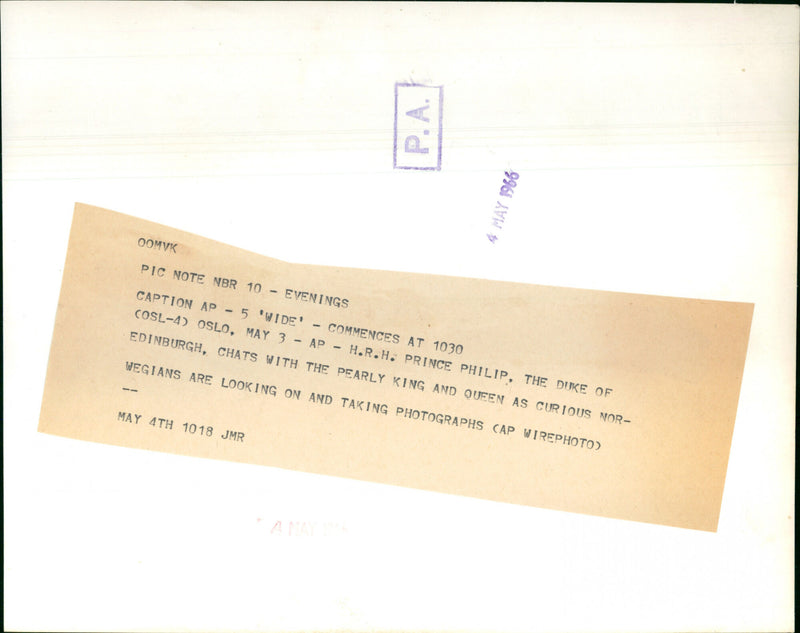 P.A.
4 MAY 1966
OOMVK
PIC NOTE NBR 10 - EVENINGS
CAPTION AP - 5 'WIDE' - COMMENCES AT 1030
(OSL-4) OSLO, MAY 3 - AP - H.R.H. PRINCE PHILIP, THE DUKE OF
EDINBURGH, CHATS WITH THE PEARLY KING AND QUEEN AS CURIOUS NOR-
WEGIANS ARE LOOKING ON AND TAKING PHOTOGRAPHS (AP WIREPHOTO)
--
MAY 4TH 1018 JMR
4 MAY